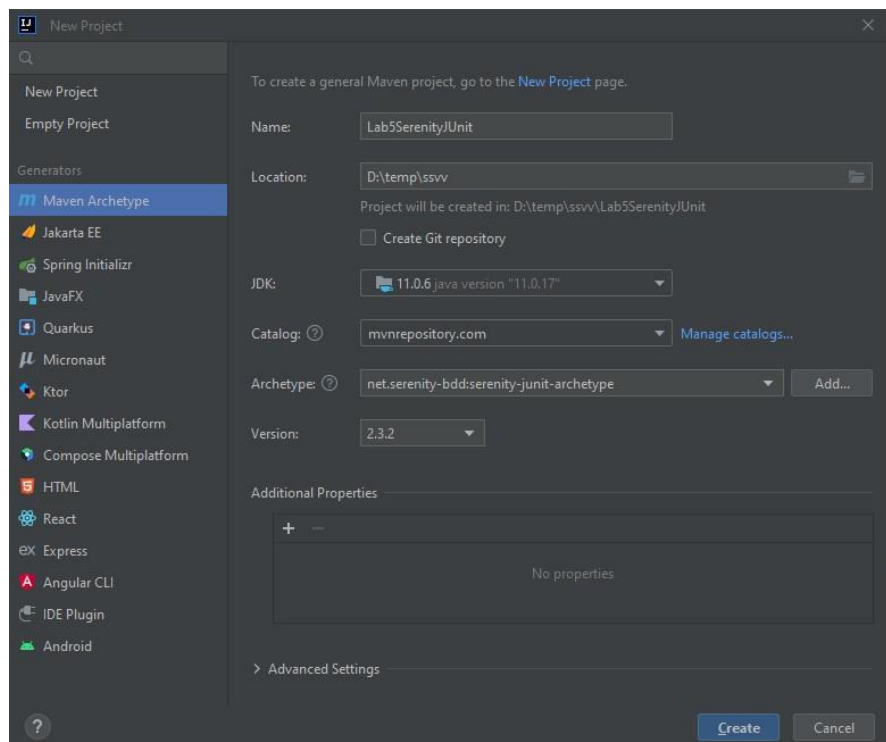 New Project
New Project
Empty Project
Generators
Maven Archetype
Jakarta EE
Spring Initializr
JavaFX
Quarkus
Micronaut
Ktor
Kotlin Multiplatform
Compose Multiplatform
HTML
React
Express
Angular CLI
IDE Plugin
Android
To create a general Maven project, go to the New Project page.
Name: Lab5SerenityJUnit
Location: D:\temp\ssvv
Project will be created in: D:\temp\ssvv\Lab5SerenityJUnit
Create Git repository
JDK: 11.0.6 java version "11.0.17"
Catalog: ? mvnrepository.com Manage catalogs...
Archetype: ? net.serenity-bdd:serenity-junit-archetype Add...
Version: 2.3.2
Additional Properties
No properties
Advanced Settings
? Create Cancel